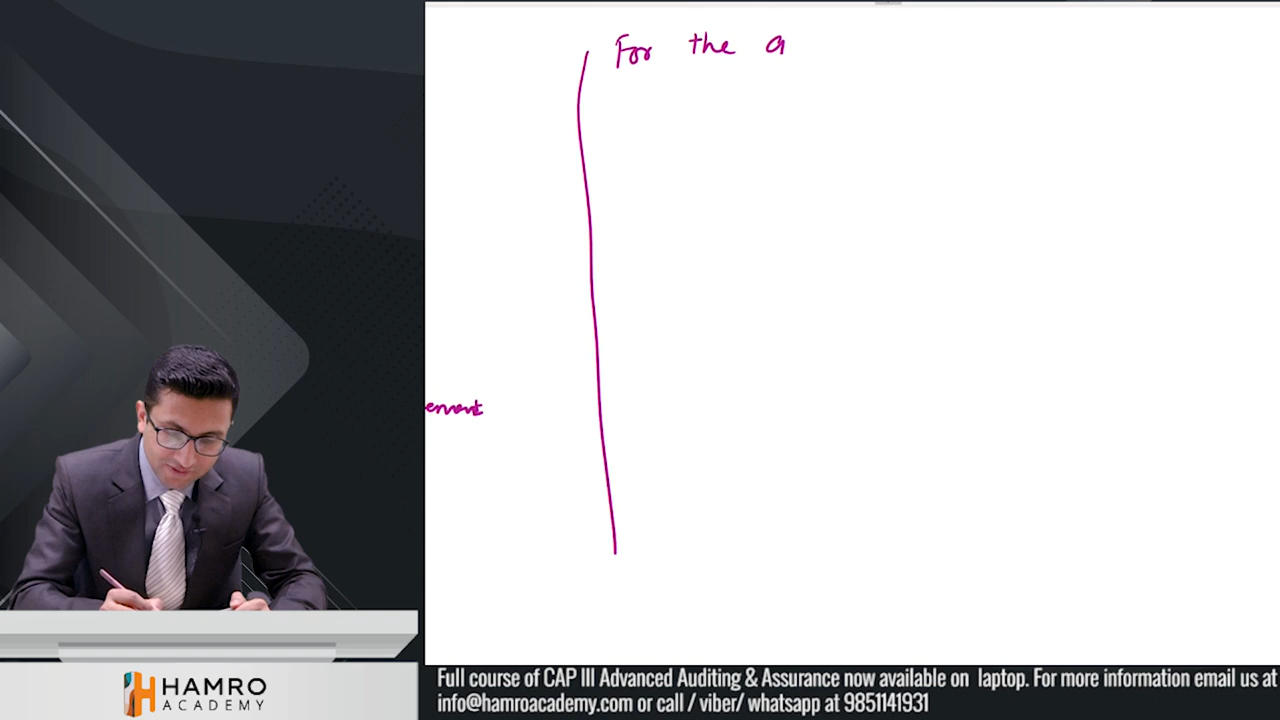 For the a
ement
HAMRO
ACADEMY
Full course of CAP III Advanced Auditing & Assurance now available on laptop. For more information email us at
info@hamroacademy.com or call / viber/ whatsapp at 9851141931